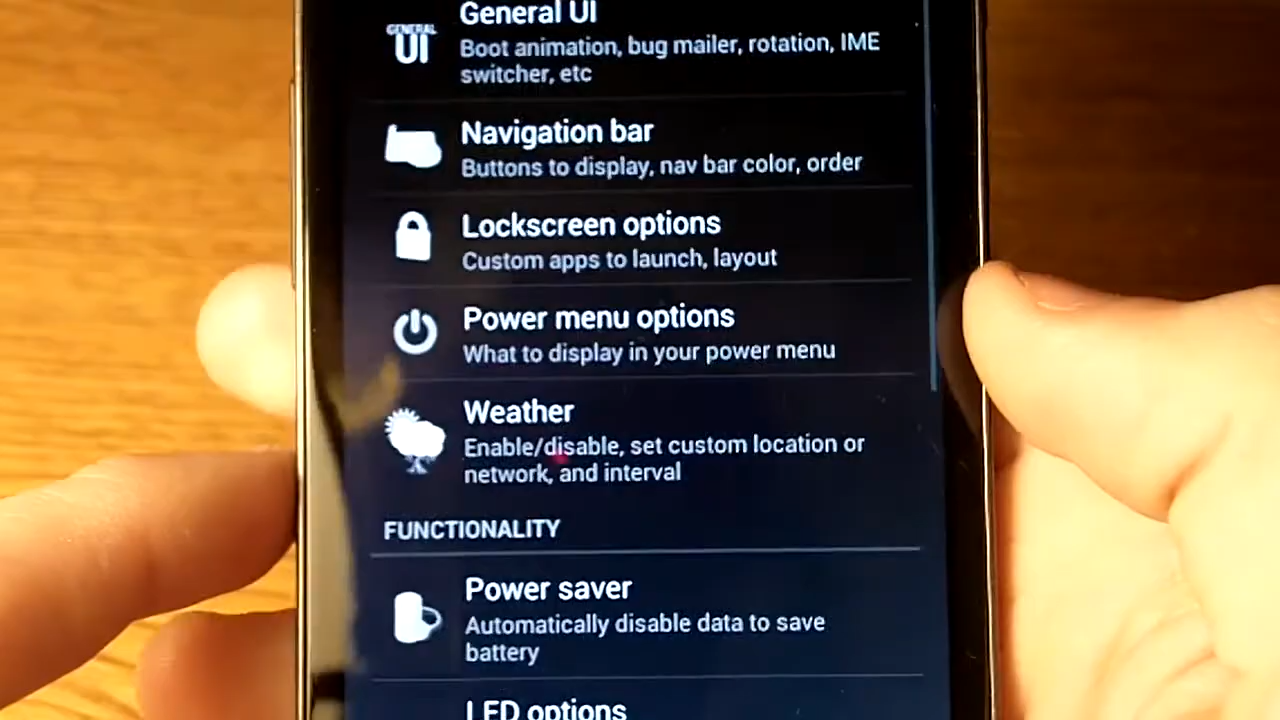 General UI
GENERAL
UI
Boot animation, bug mailer, rotation, IME
switcher, etc
Navigation bar
Buttons to display, nav bar color, order
Lockscreen options
Custom apps to launch, layout
Power menu options
What to display in your power menu
Weather
Enable/disable, set custom location or
network, and interval
FUNCTIONALITY
Power saver
Automatically disable data to save
battery
LED options